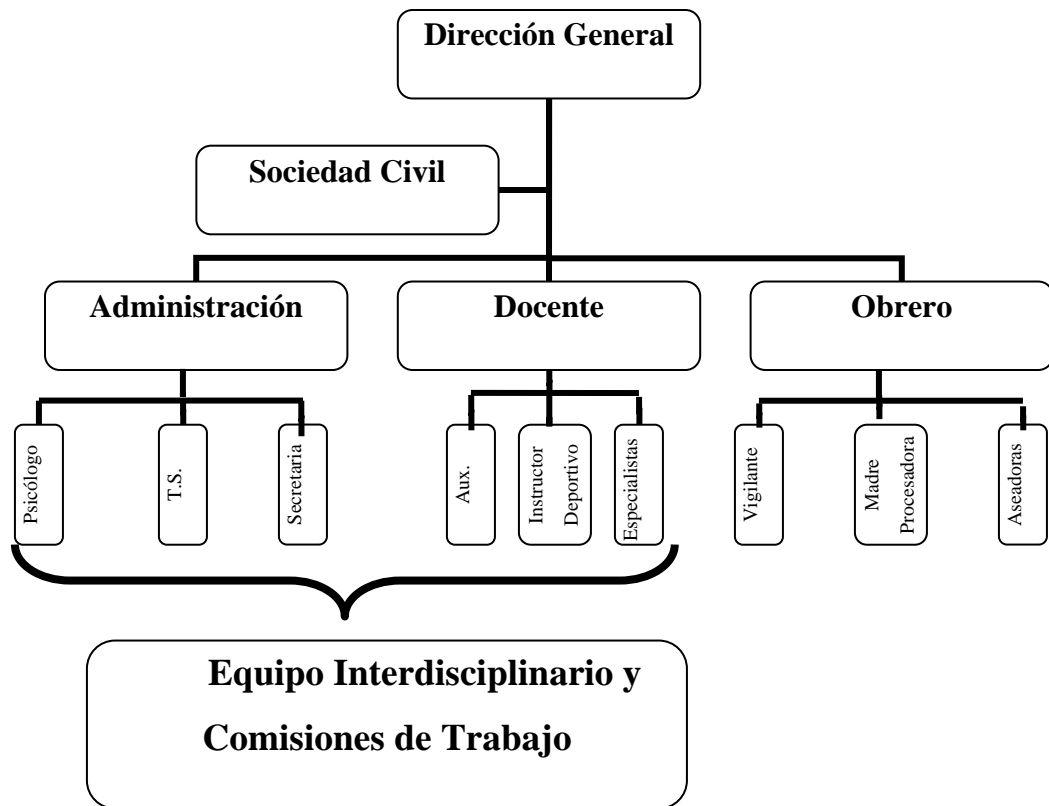 Dirección General
Sociedad Civil
Administración
Docente
Obrero
Psicólogo
T.S.
Secretaria
Aux.
Instructor
Deportivo
Especialistas
Vigilante
Madre
Procesadora
Aseadoras
Equipo Interdisciplinario y
Comisiones de Trabajo